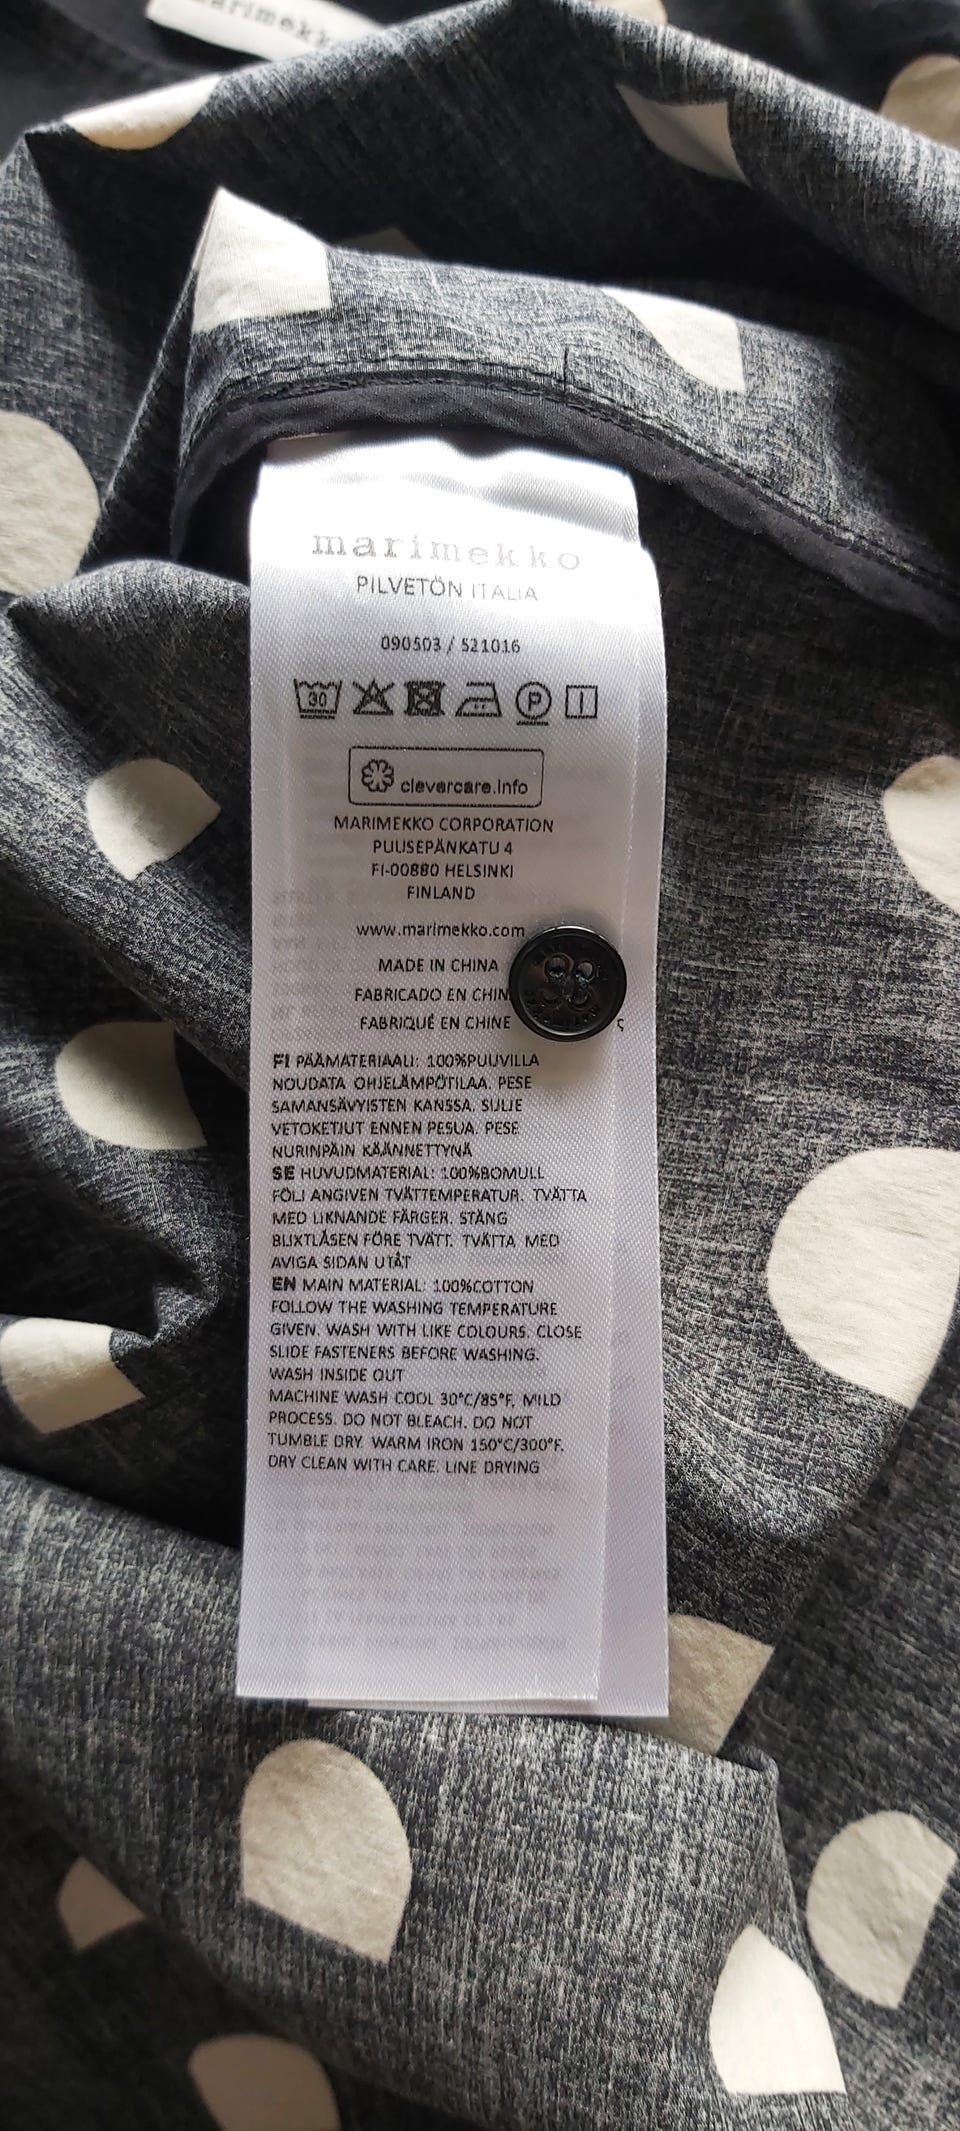 marimekko
marimekko
PILVETÖN ITALIA
090503 / 521016
30
P
clevercare.info
MARIMEKKO CORPORATION
PUUSEPÄNKATU 4
FI-00880 HELSINKI
FINLAND
www.marimekko.com
MADE IN CHINA
FABRICADO EN CHIN
FABRIQUÉ EN CHINE
FI PÄÄMATERIAALI: 100%PUUVILLA
NOUDATA OHJELÄMPÖTILAA. PESE
SAMANSÄVYISTEN KANSSA. SULJE
VETOKETJUT ENNEN PESUA. PESE
NURINPÄIN KÄÄNNETTYNÄ
SE HUVUDMATERIAL: 100%BOMULL
FÖLJ ANGIVEN TVÄTTEMPERATUR. TVÄTTA
MED LIKNANDE FÄRGER. STÄNG
BLIXTLÅSEN FÖRE TVÄTT. TVÄTTA MED
AVIGA SIDAN UTÅT
EN MAIN MATERIAL: 100%COTTON
FOLLOW THE WASHING TEMPERATURE
GIVEN. WASH WITH LIKE COLOURS. CLOSE
SLIDE FASTENERS BEFORE WASHING.
WASH INSIDE OUT
MACHINE WASH COOL 30°C/85°F. MILD
PROCESS. DO NOT BLEACH. DO NOT
TUMBLE DRY. WARM IRON 150°C/300°F.
DRY CLEAN WITH CARE. LINE DRYING